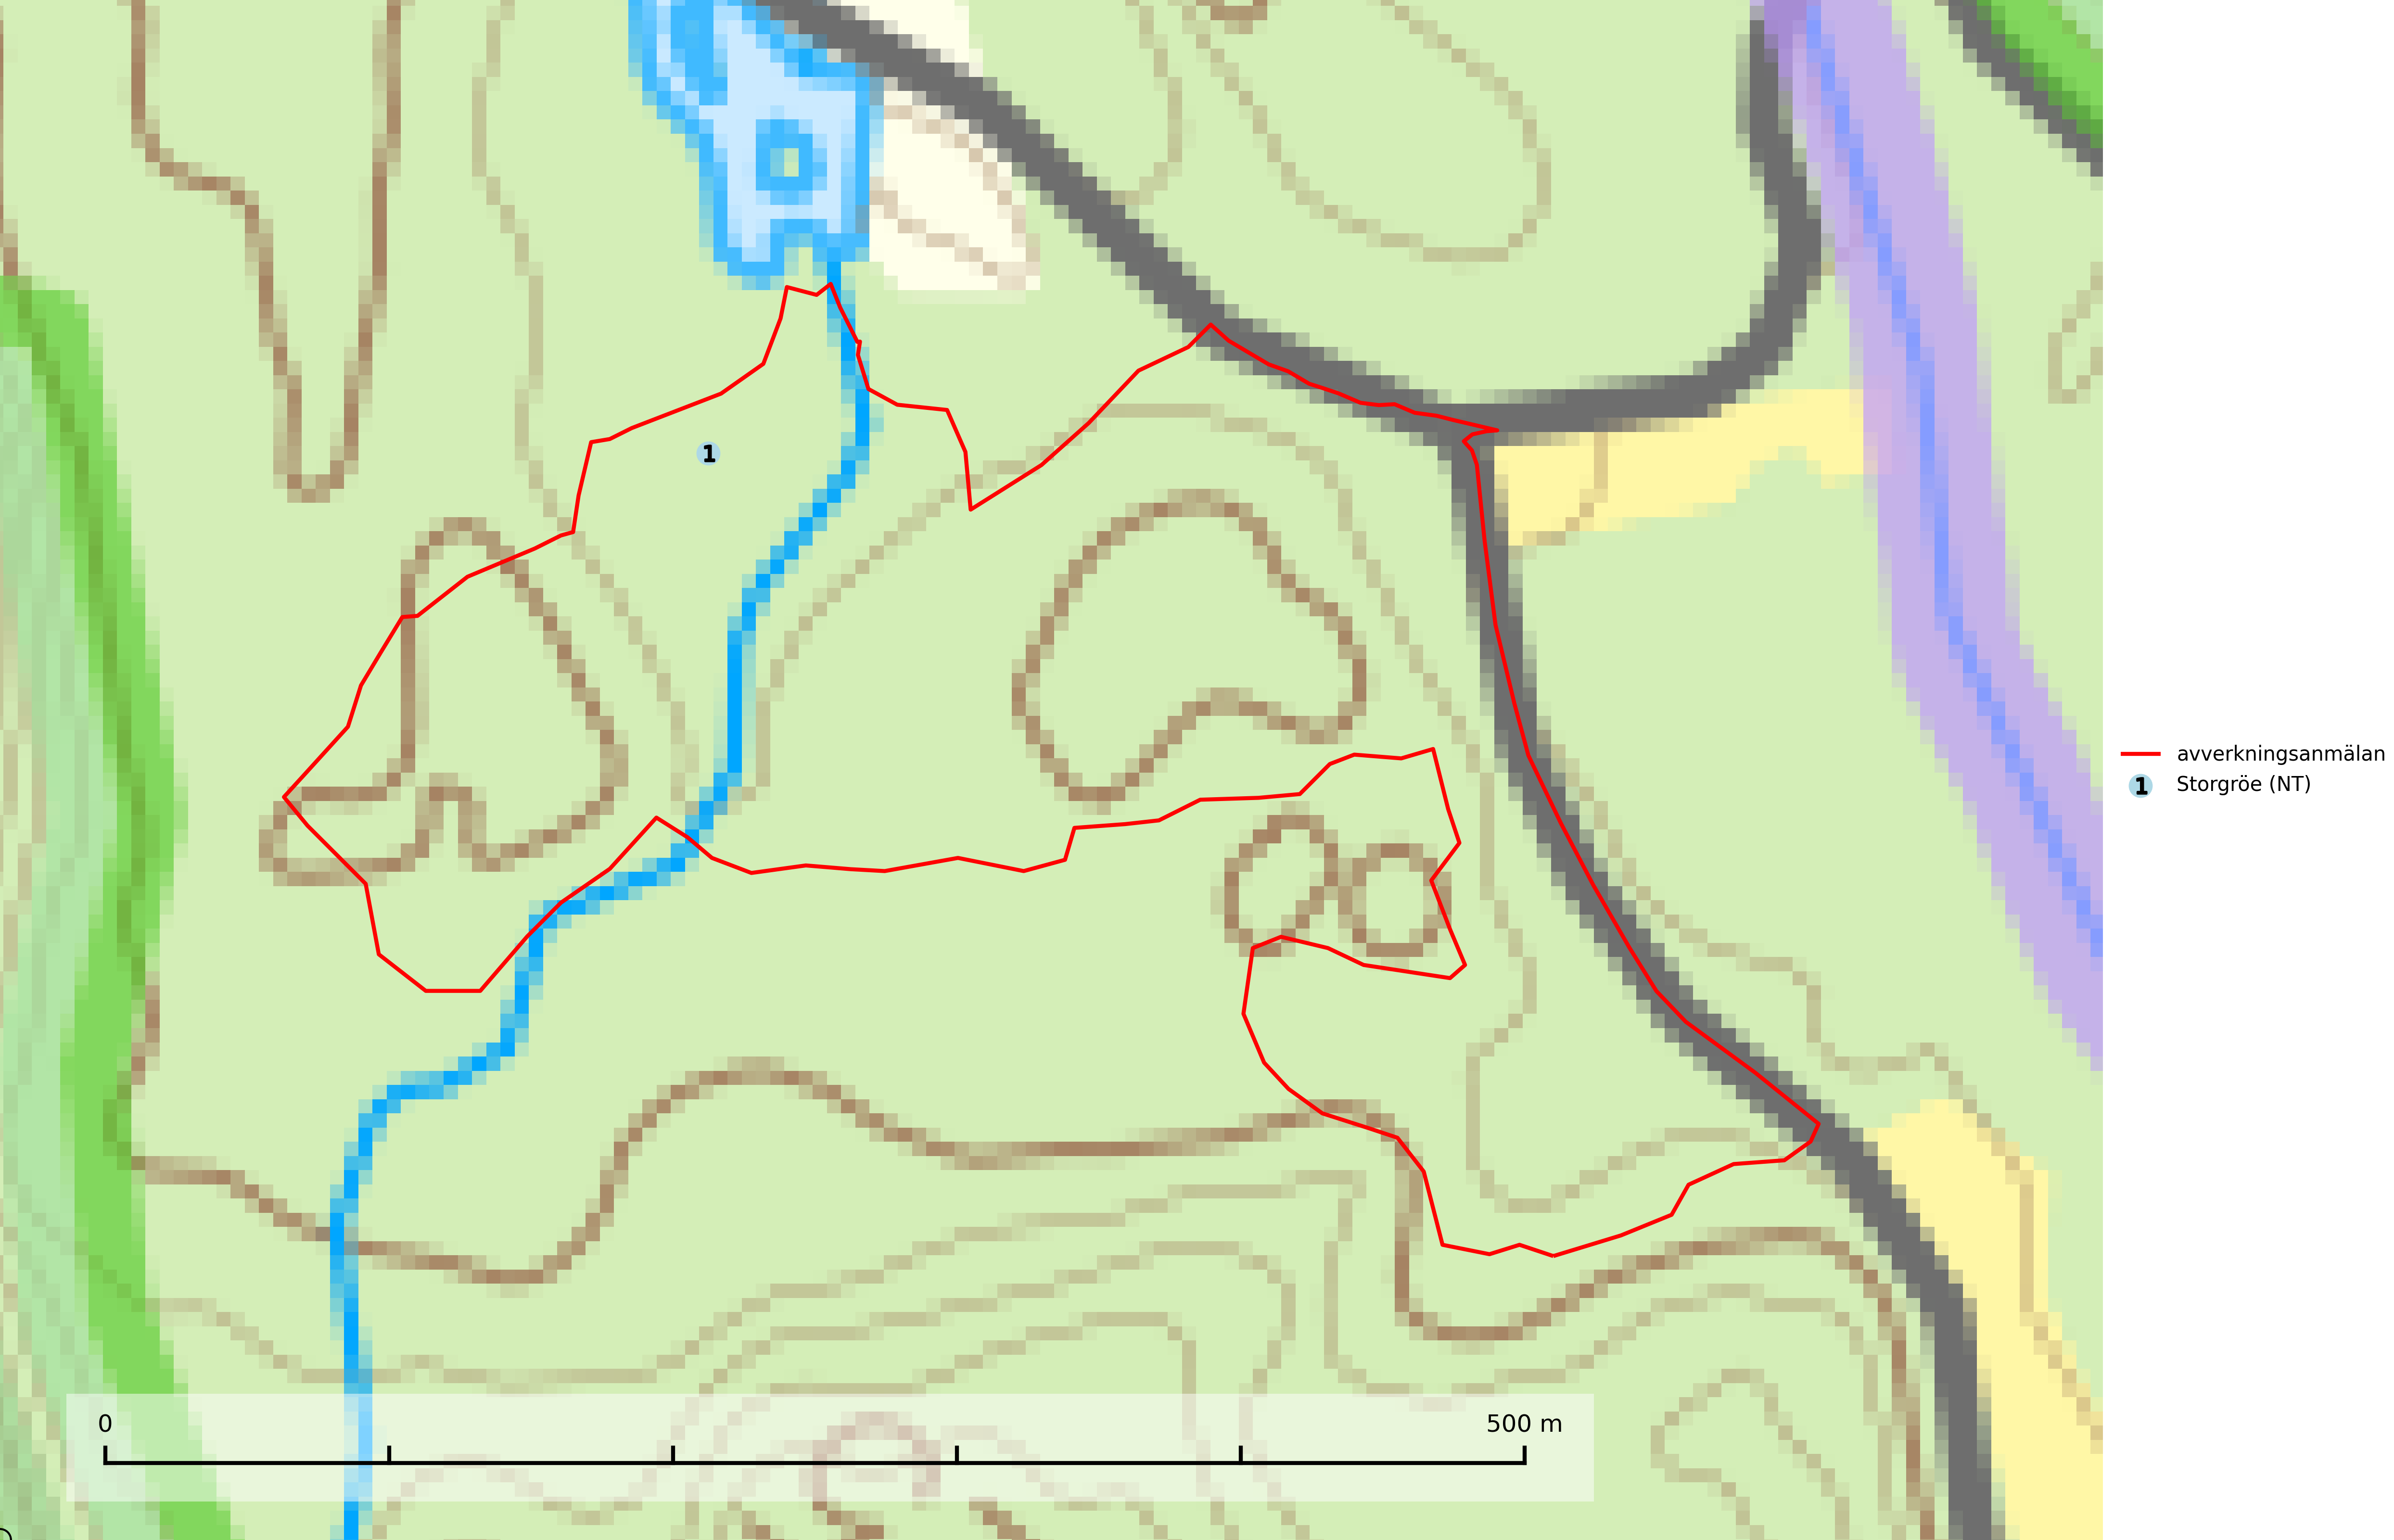 1
avverkningsanmälan
1 Storgröe (NT)
0 500 m